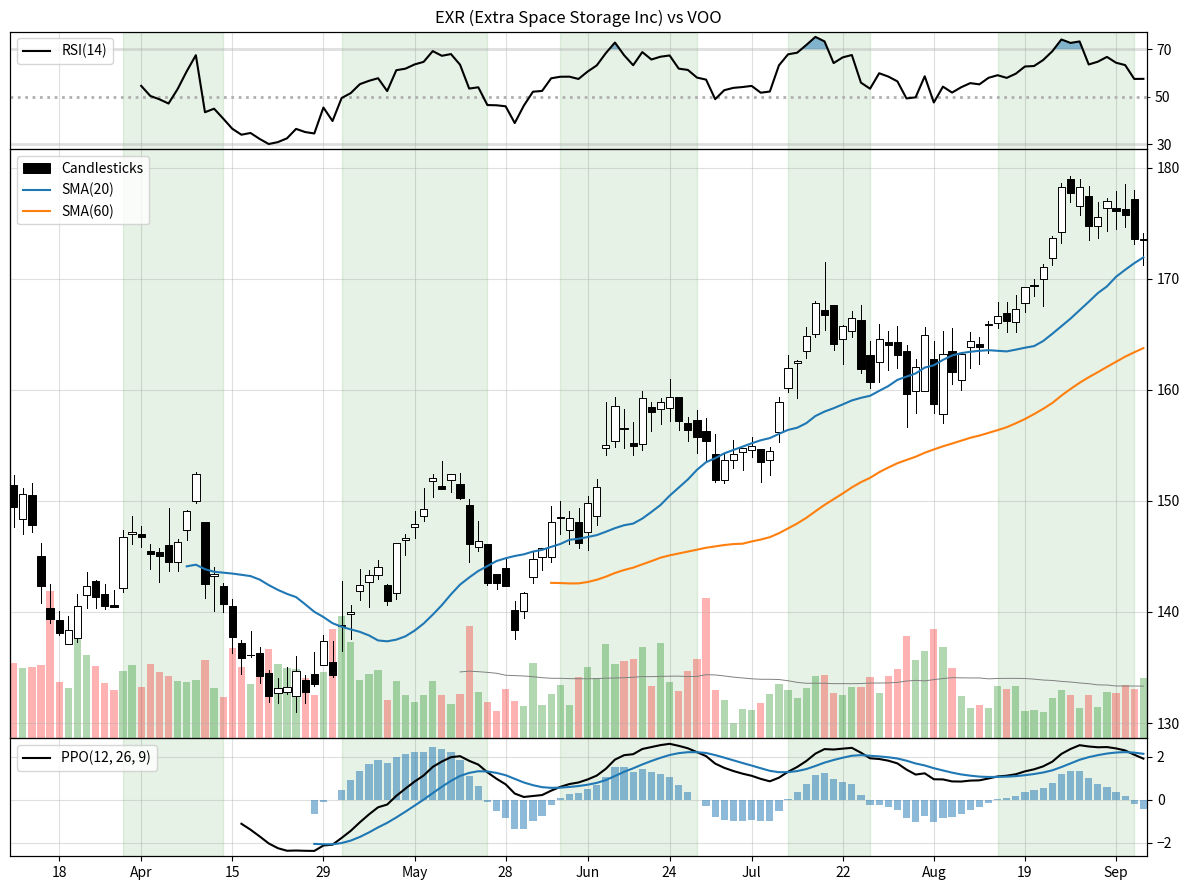 EXR (Extra Space Storage Inc) vs VOO
RSI(14)
70
50
30
Candlesticks
SMA(20)
SMA(60)
180
170
160
150
140
130
PPO(12, 26, 9)
2
0
−2
18 Apr 15 29 May 28 Jun 24 Jul 22 Aug 19 Sep